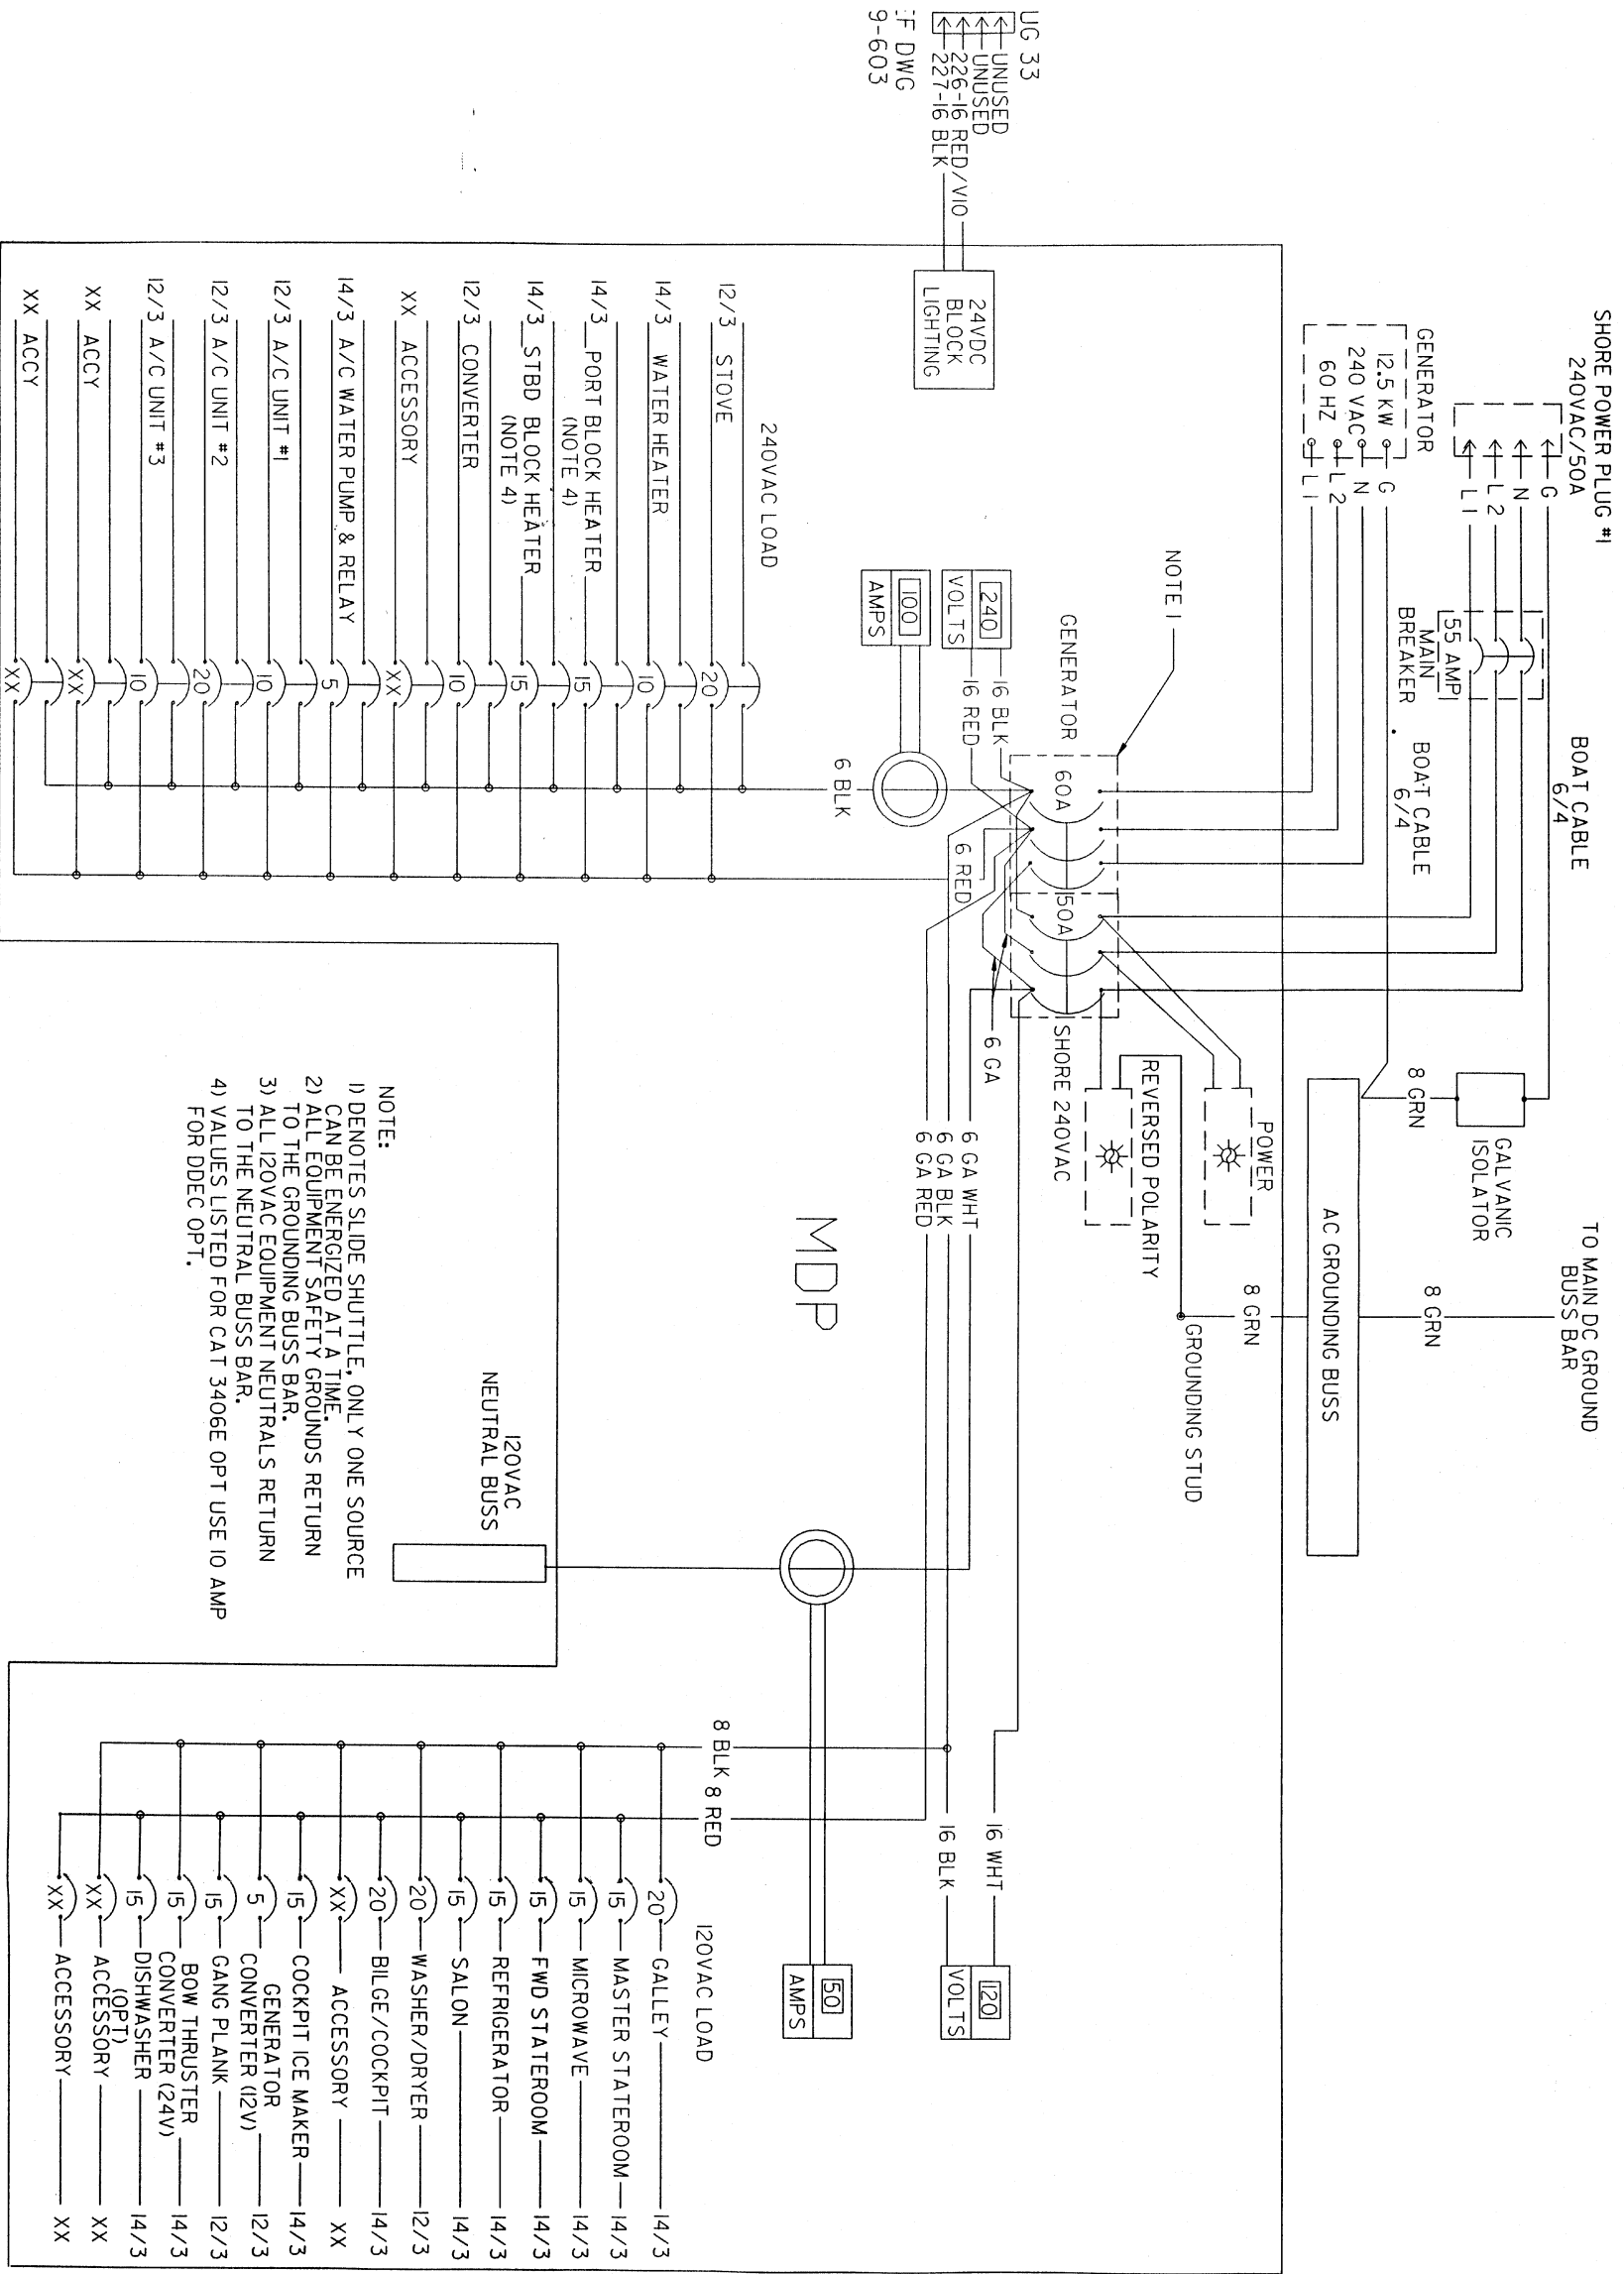 SHORE POWER PLUG #1
240VAC/50A
G
N
L 2
L 1
55 AMP
MAIN
BREAKER
BOAT CABLE
6/4
GENERATOR
12.5 KW
240 VAC
60 HZ
G
N
L 2
L 1
BOAT CABLE
6/4
8 GRN
GALVANIC
ISOLATOR
TO MAIN DC GROUND
BUSS BAR
8 GRN
AC GROUNDING BUSS
8 GRN
GROUNDING STUD
UG 33
UNUSED
UNUSED
226-16 RED/VIO
227-16 BLK
:F DWG
9-603
24VDC
BLOCK
LIGHTING
NOTE 1
GENERATOR
60A
50A
SHORE 240VAC
POWER
REVERSED POLARITY
240
VOLTS
16 BLK
16 RED
100
AMPS
6 BLK
6 RED
6 GA
6 GA WHT
6 GA BLK
6 GA RED
MDP
240VAC LOAD
12/3 STOVE 20
14/3 WATER HEATER 10
14/3 PORT BLOCK HEATER 15
(NOTE 4)
14/3 STBD BLOCK HEATER 15
(NOTE 4)
12/3 CONVERTER 10
XX ACCESSORY XX
14/3 A/C WATER PUMP & RELAY 5
12/3 A/C UNIT #1 10
12/3 A/C UNIT #2 20
12/3 A/C UNIT #3 10
XX ACCY XX
XX ACCY XX
120VAC
NEUTRAL BUSS
NOTE:
1) DENOTES SLIDE SHUTTLE, ONLY ONE SOURCE
CAN BE ENERGIZED AT A TIME.
2) ALL EQUIPMENT SAFETY GROUNDS RETURN
TO THE GROUNDING BUSS BAR.
3) ALL 120VAC EQUIPMENT NEUTRALS RETURN
TO THE NEUTRAL BUSS BAR.
4) VALUES LISTED FOR CAT 3406E OPT USE 10 AMP
FOR DDEC OPT.
16 WHT
16 BLK
120
VOLTS
50
AMPS
8 BLK
8 RED
120VAC LOAD
20 GALLEY 14/3
15 MASTER STATEROOM 14/3
15 MICROWAVE 14/3
15 FWD STATEROOM 14/3
15 REFRIGERATOR 14/3
15 SALON 14/3
20 WASHER/DRYER 12/3
20 BILGE/COCKPIT 14/3
XX ACCESSORY XX
15 COCKPIT ICE MAKER 14/3
GENERATOR
5 CONVERTER (12V) 12/3
15 GANG PLANK 12/3
BOW THRUSTER
15 CONVERTER (24V) 14/3
15 DISHWASHER 14/3
(OPT)
XX ACCESSORY XX
XX ACCESSORY XX